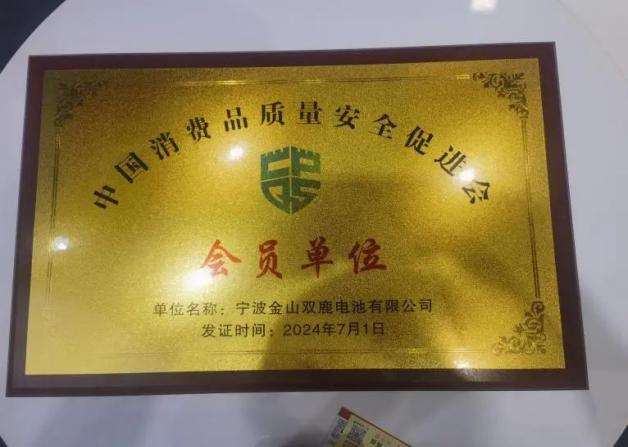 中国消费品质量安全促进会
CPQS
会员单位
单位名称：宁波金山双鹿电池有限公司
发证时间：2024年7月1日